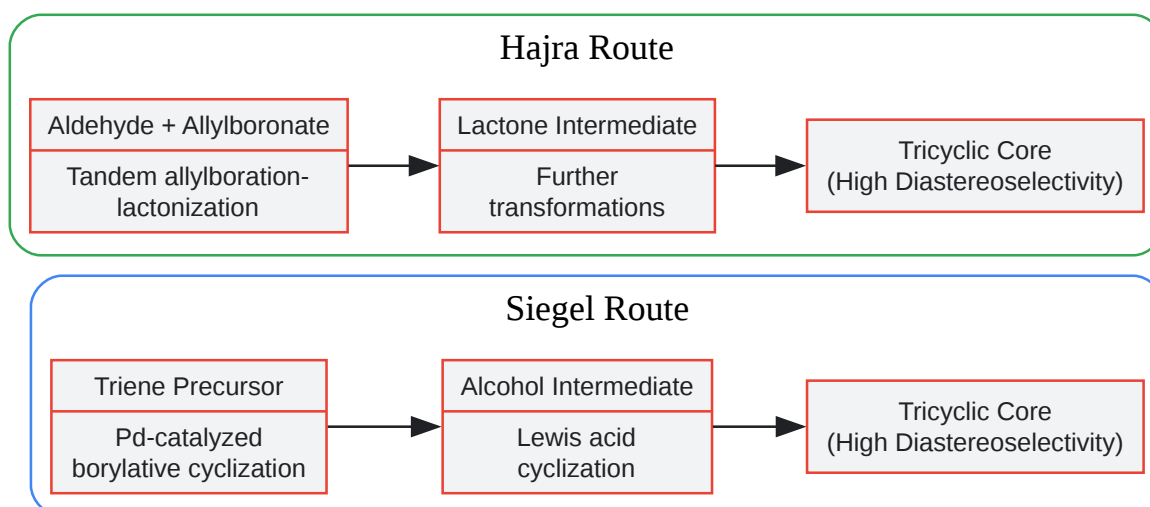 Hajra Route
Aldehyde + Allylboronate
Tandem allylboration-
lactonization
Lactone Intermediate
Further
transformations
Tricyclic Core
(High Diastereoselectivity)
Siegel Route
Triene Precursor
Pd-catalyzed
borylative cyclization
Alcohol Intermediate
Lewis acid
cyclization
Tricyclic Core
(High Diastereoselectivity)